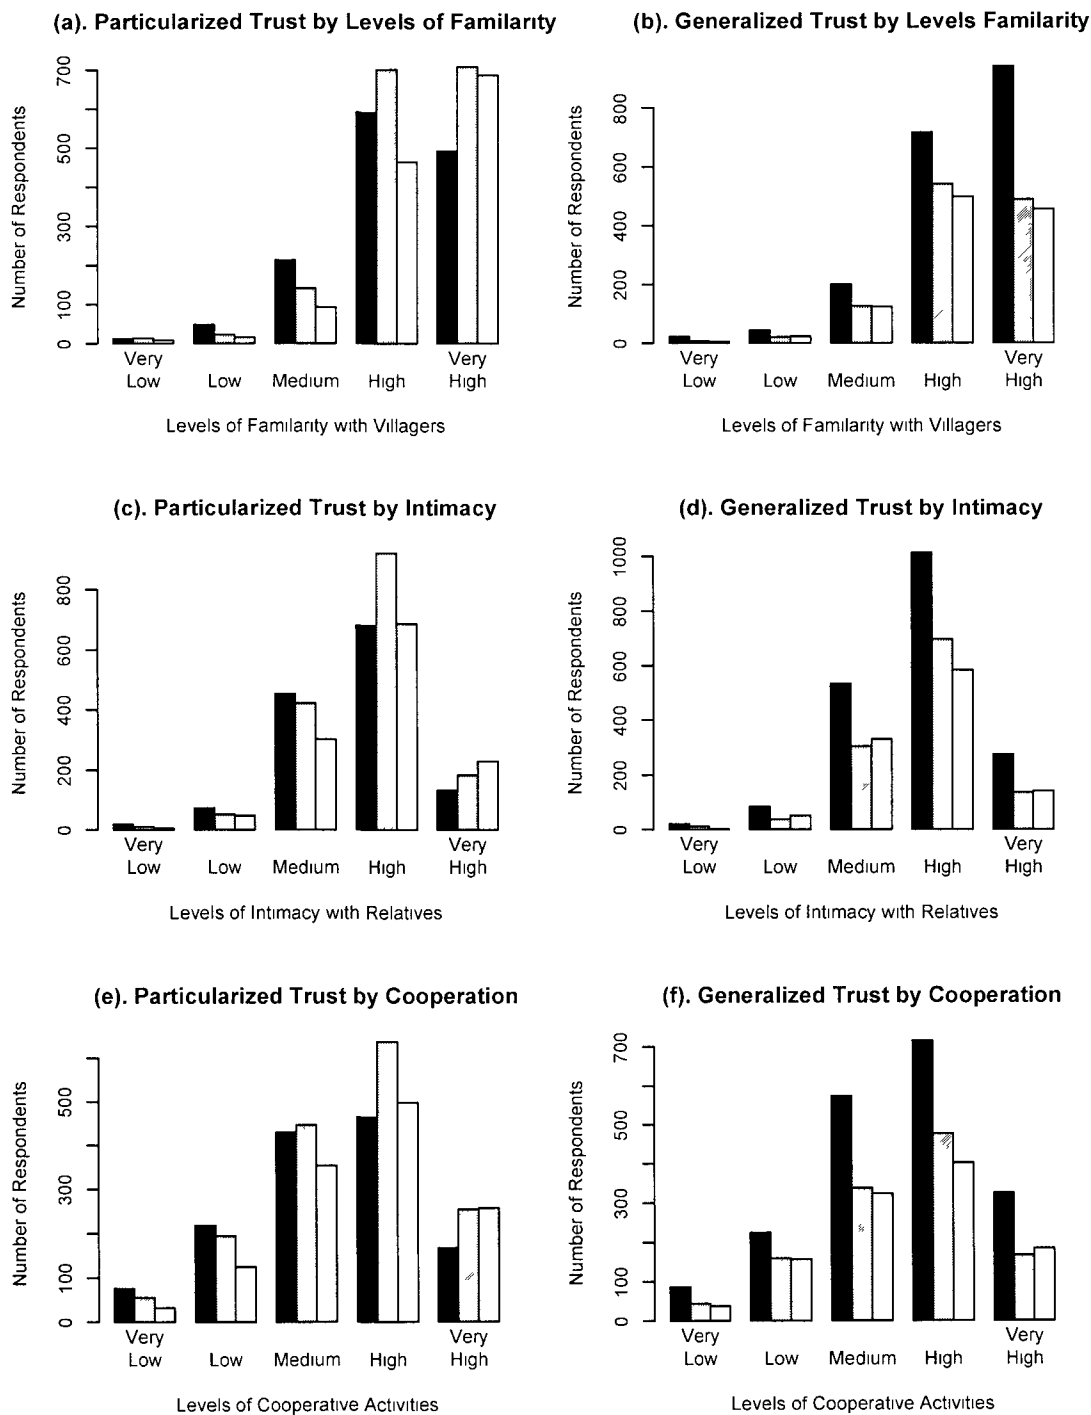 (a). Particularized Trust by Levels of Familarity
Number of Respondents
700
500
300
100
0
Very Low
Low
Medium
High
Very High
Levels of Familarity with Villagers
(b). Generalized Trust by Levels Familarity
Number of Respondents
800
600
400
200
0
Very Low
Low
Medium
High
Very High
Levels of Familarity with Villagers
(c). Particularized Trust by Intimacy
Number of Respondents
800
600
400
200
0
Very Low
Low
Medium
High
Very High
Levels of Intimacy with Relatives
(d). Generalized Trust by Intimacy
Number of Respondents
1000
800
600
400
200
0
Very Low
Low
Medium
High
Very High
Levels of Intimacy with Relatives
(e). Particularized Trust by Cooperation
Number of Respondents
500
300
100
0
Very Low
Low
Medium
High
Very High
Levels of Cooperative Activities
(f). Generalized Trust by Cooperation
Number of Respondents
700
500
300
100
0
Very Low
Low
Medium
High
Very High
Levels of Cooperative Activities